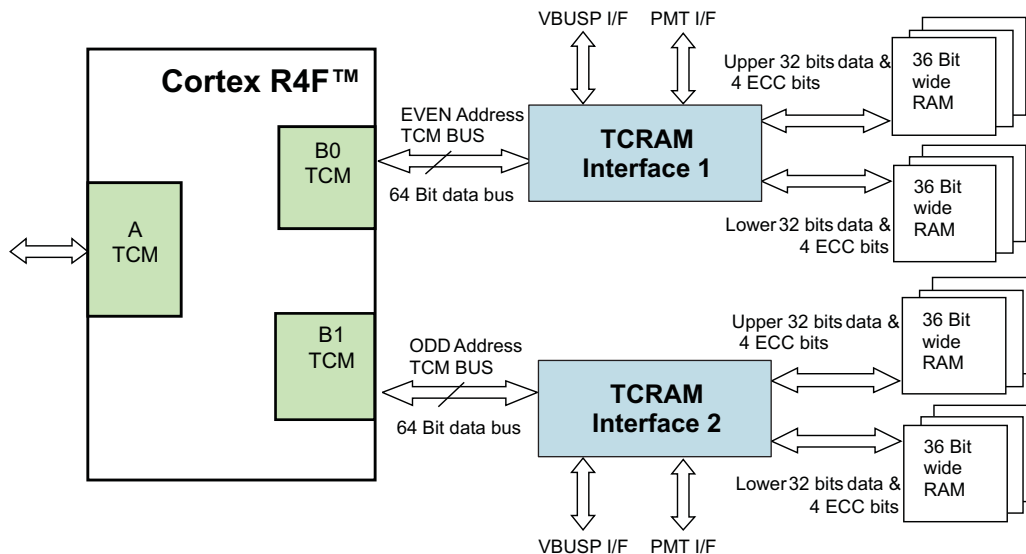 VBUSP I/F
PMT I/F
Cortex R4F™
Upper 32 bits data &
4 ECC bits
36 Bit
wide
RAM
EVEN Address
TCM BUS
B0
TCM
TCRAM
Interface 1
64 Bit data bus
36 Bit
wide
RAM
Lower 32 bits data &
4 ECC bits
A
TCM
B1
TCM
ODD Address
TCM BUS
Upper 32 bits data &
4 ECC bits
36 Bit
wide
RAM
TCRAM
Interface 2
64 Bit data bus
36 Bit
wide
RAM
Lower 32 bits data &
4 ECC bits
VBUSP I/F
PMT I/F